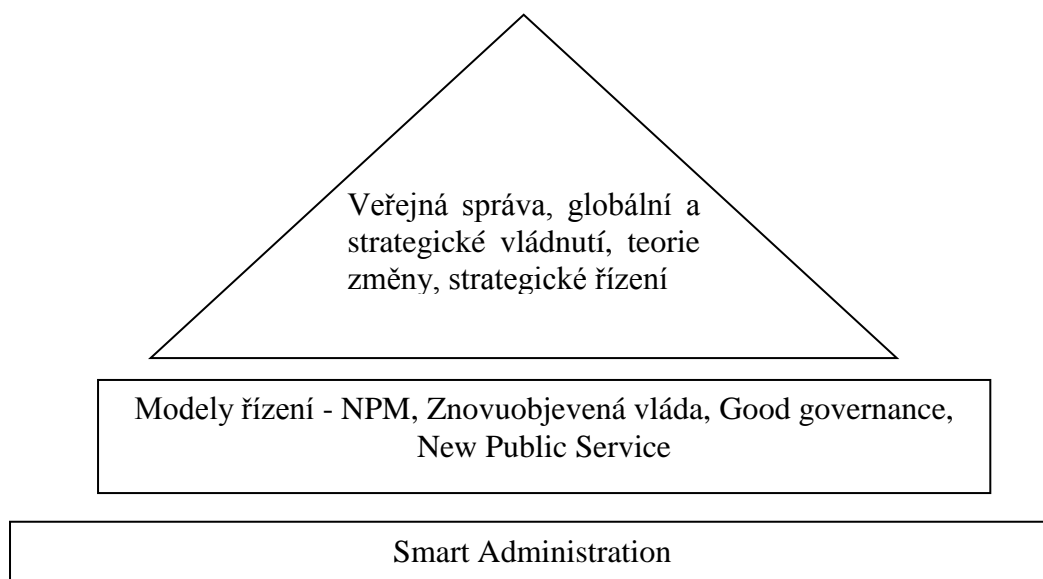 Veřejná správa, globální a
strategické vládnutí, teorie
změny, strategické řízení
Modely řízení - NPM, Znovuobjevená vláda, Good governance,
New Public Service
Smart Administration